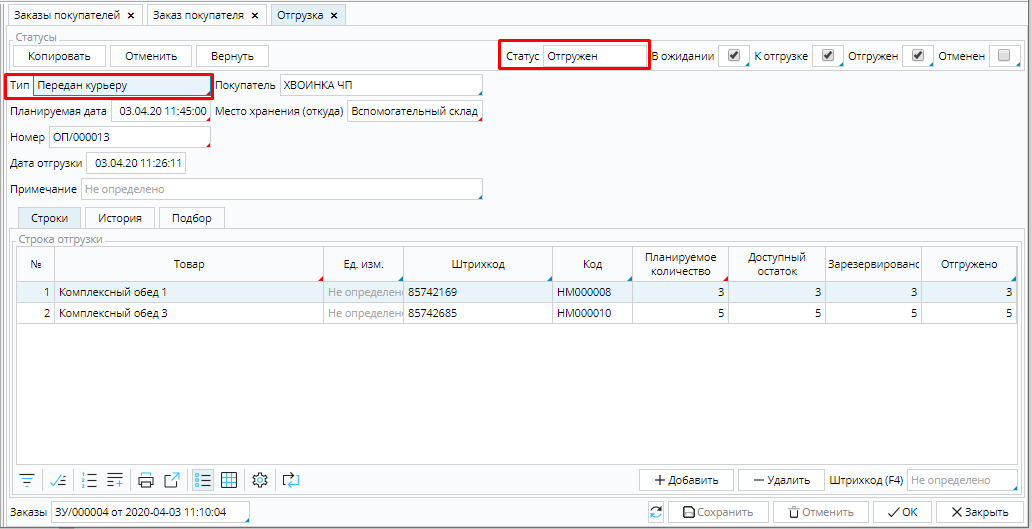 Заказы покупателей × Заказ покупателя × Отгрузка ×
Статусы
Копировать Отменить Вернуть Статус Отгружен В ожидании К отгрузке Отгружен Отменен
Тип Передан курьеру Покупатель ХВОИНКА ЧП
Планируемая дата 03.04.20 11:45:00 Место хранения (откуда) Вспомогательный склад
Номер ОП/000013
Дата отгрузки 03.04.20 11:26:11
Примечание Не определено
Строки История Подбор
Строка отгрузки
№ Товар Ед. изм. Штрихкод Код Планируемое количество Доступный остаток Зарезервировано Отгружено
1 Комплексный обед 1 Не определено 85742169 НМ000008 3 3 3 3
2 Комплексный обед 3 Не определено 85742685 НМ000010 5 5 5 5
Добавить Удалить Штрихкод (F4) Не определено
Заказы ЗУ/000004 от 2020-04-03 11:10:04 Сохранить Отменить OK Закрыть